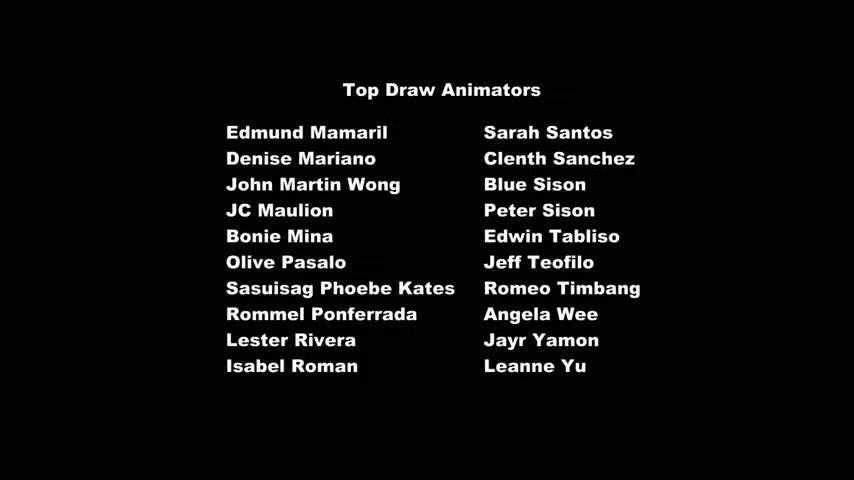 Top Draw Animators
Edmund Mamaril
Denise Mariano
John Martin Wong
JC Maulion
Bonie Mina
Olive Pasalo
Sasuisag Phoebe Kates
Rommel Ponferrada
Lester Rivera
Isabel Roman
Sarah Santos
Clenth Sanchez
Blue Sison
Peter Sison
Edwin Tabliso
Jeff Teofilo
Romeo Timbang
Angela Wee
Jayr Yamon
Leanne Yu